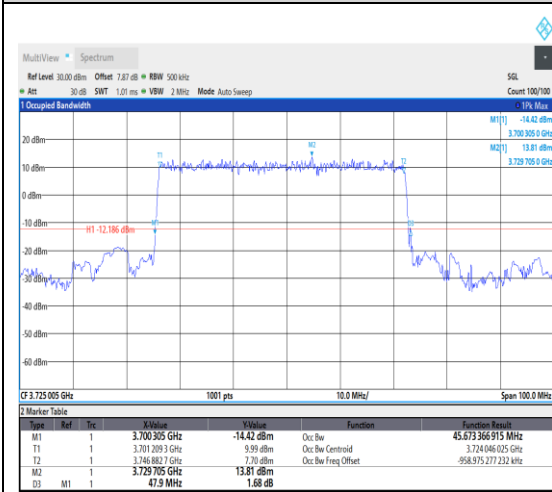 MultiView Spectrum
Ref Level 30.00 dBm Offset 7.87 dB RBW 500 kHz SGL
Att 30 dB SWT 1.01 ms VBW 2 MHz Mode Auto Sweep Count 100/100
1 Occupied Bandwidth 1Pk Max
M1[1] -14.42 dBm
3.700 305 0 GHz
M2[1] 13.81 dBm
3.729 705 0 GHz
20 dBm
M2
T1
T2
10 dBm
0 dBm
-10 dBm
M1
H1 -12.186 dBm
-20 dBm
-30 dBm
-40 dBm
-50 dBm
-60 dBm
CF 3.725 005 GHz 1001 pts 10.0 MHz/ Span 100.0 MHz
2 Marker Table
Type Ref Trc X-Value Y-Value Function Function Result
M1 1 3.700 305 GHz -14.42 dBm Occ Bw 45.673 366 915 MHz
T1 1 3.701 209 3 GHz 9.99 dBm Occ Bw Centroid 3.724 046 025 GHz
T2 1 3.746 882 7 GHz 7.70 dBm Occ Bw Freq Offset -958.975 277 232 kHz
M2 1 3.729 705 GHz 13.81 dBm
D3 M1 1 47.9 MHz 1.68 dB